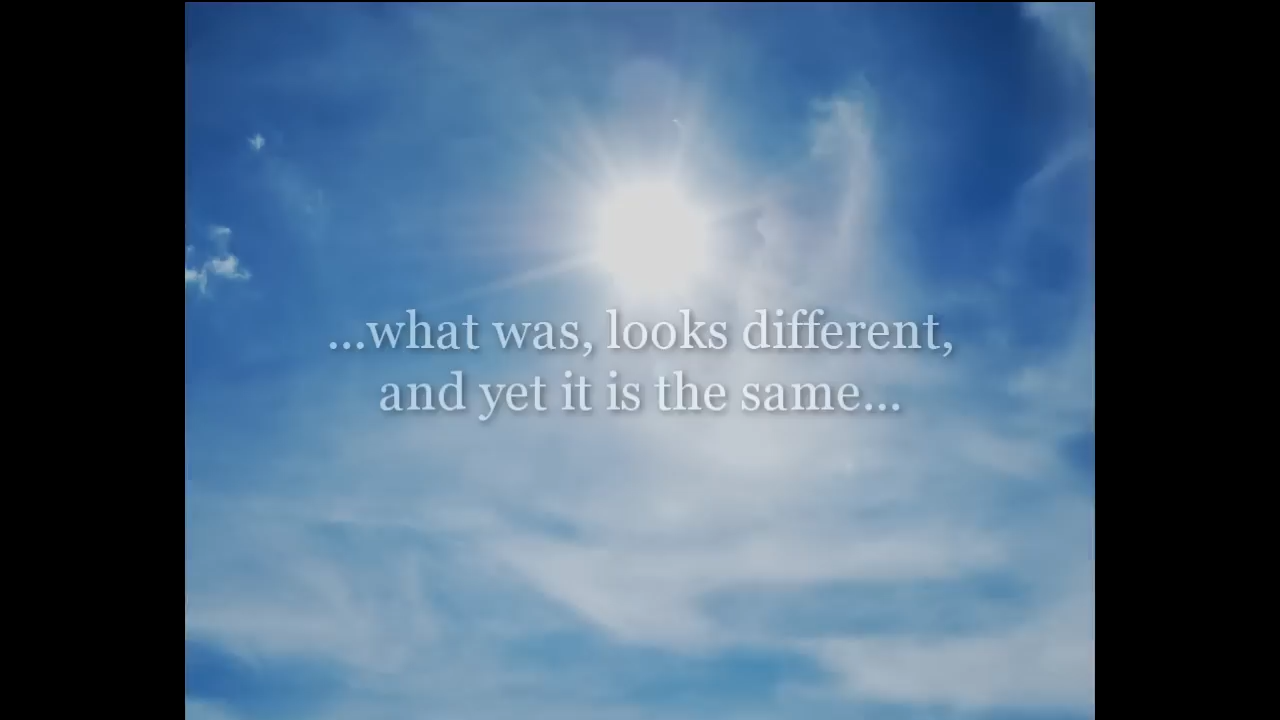 ...what was, looks different,
and yet it is the same...